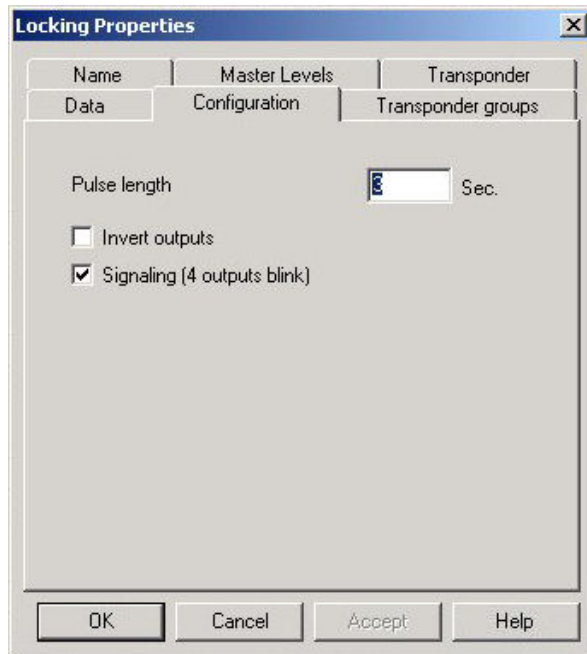 Locking Properties
Name Master Levels Transponder
Data Configuration Transponder groups
Pulse length 3 Sec.
Invert outputs
Signaling (4 outputs blink)
OK Cancel Accept Help